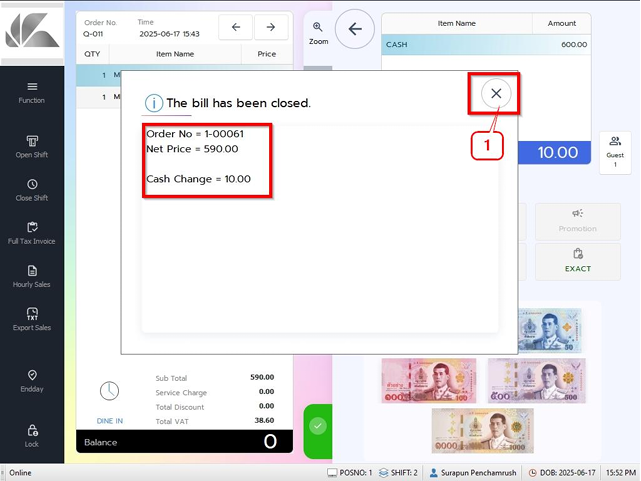 Order No.
Q-011
Time
2025-06-17 15:43
QTY
Item Name
Price
1 M
1 M
Zoom
Item Name
Amount
CASH
600.00
10.00
Guest
1
Function
Open Shift
Close Shift
Full Tax Invoice
Hourly Sales
TXT
Export Sales
Endday
Lock
The bill has been closed.
Order No = 1-00061
Net Price = 590.00
Cash Change = 10.00
1
Promotion
EXACT
50
100
500
1000
Sub Total 590.00
Service Charge 0.00
Total Discount 0.00
Total VAT 38.60
DINE IN
Balance 0
Online
POSNO: 1
SHIFT: 2
Surapun Penchamrush
DOB: 2025-06-17
15:52 PM